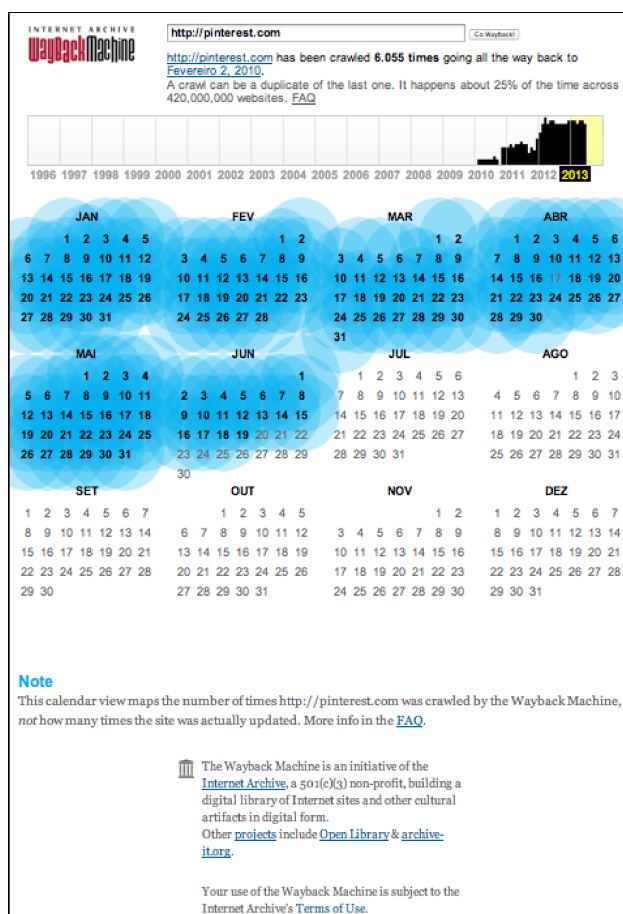 INTERNET ARCHIVE
WayBackMachine
http://pinterest.com
Go Wayback!
http://pinterest.com has been crawled 6.055 times going all the way back to
Fevereiro 2, 2010.
A crawl can be a duplicate of the last one. It happens about 25% of the time across
420,000,000 websites. FAQ
1996 1997 1998 1999 2000 2001 2002 2003 2004 2005 2006 2007 2008 2009 2010 2011 2012 2013
JAN FEV MAR ABR
1 2 3 4 5 1 2 1 2 1 2 3 4 5 6
6 7 8 9 10 11 12 3 4 5 6 7 8 9 3 4 5 6 7 8 9 7 8 9 10 11 12 13
13 14 15 16 17 18 19 10 11 12 13 14 15 16 10 11 12 13 14 15 16 14 15 16 17 18 19 20
20 21 22 23 24 25 26 17 18 19 20 21 22 23 17 18 19 20 21 22 23 21 22 23 24 25 26 27
27 28 29 30 31 24 25 26 27 28 24 25 26 27 28 29 30 28 29 30
31
MAI JUN JUL AGO
1 2 3 4 1 1 2 3 4 5 6 1 2 3
5 6 7 8 9 10 11 2 3 4 5 6 7 8 7 8 9 10 11 12 13 4 5 6 7 8 9 10
12 13 14 15 16 17 18 9 10 11 12 13 14 15 14 15 16 17 18 19 20 11 12 13 14 15 16 17
19 20 21 22 23 24 25 16 17 18 19 20 21 22 21 22 23 24 25 26 27 18 19 20 21 22 23 24
26 27 28 29 30 31 23 24 25 26 27 28 29 28 29 30 31 25 26 27 28 29 30 31
30
SET OUT NOV DEZ
1 2 3 4 5 6 7 1 2 3 4 5 1 2 1 2 3 4 5 6 7
8 9 10 11 12 13 14 6 7 8 9 10 11 12 3 4 5 6 7 8 9 8 9 10 11 12 13 14
15 16 17 18 19 20 21 13 14 15 16 17 18 19 10 11 12 13 14 15 16 15 16 17 18 19 20 21
22 23 24 25 26 27 28 20 21 22 23 24 25 26 17 18 19 20 21 22 23 22 23 24 25 26 27 28
29 30 27 28 29 30 31 24 25 26 27 28 29 30 29 30 31
Note
This calendar view maps the number of times http://pinterest.com was crawled by the Wayback Machine,
not how many times the site was actually updated. More info in the FAQ.
The Wayback Machine is an initiative of the
Internet Archive, a 501(c)(3) non-profit, building a
digital library of Internet sites and other cultural
artifacts in digital form.
Other projects include Open Library & archive-
it.org.
Your use of the Wayback Machine is subject to the
Internet Archive's Terms of Use.